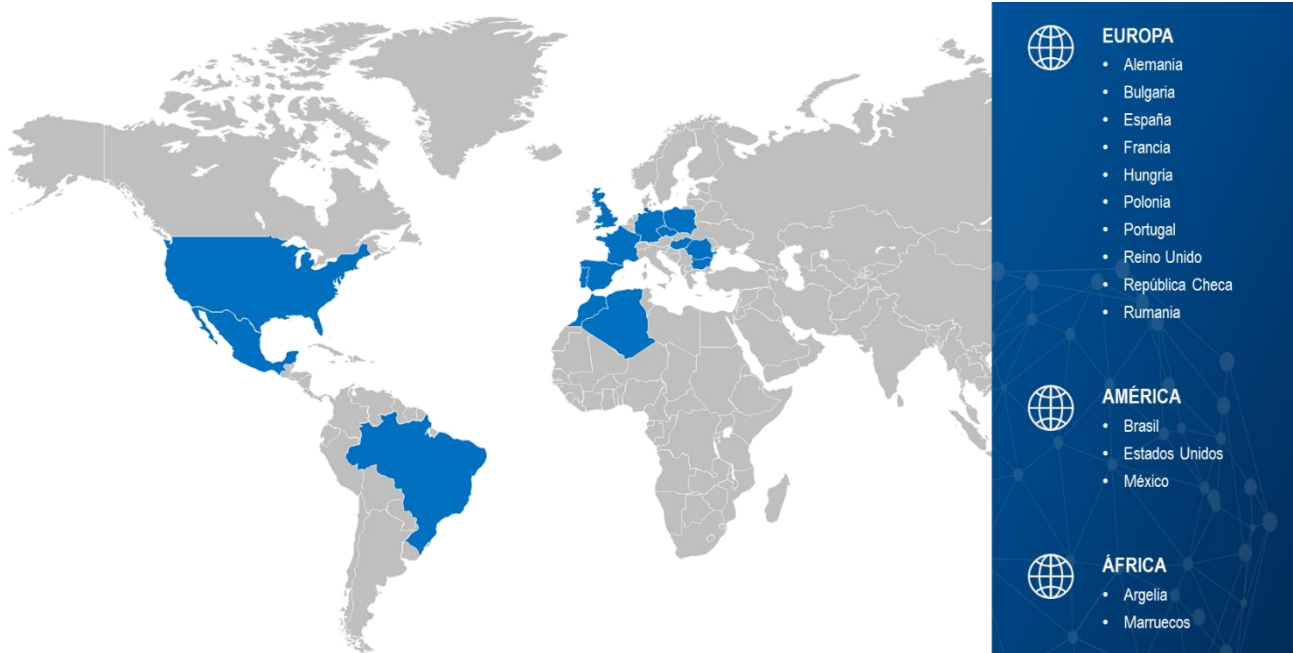 EUROPA
• Alemania
• Bulgaria
• España
• Francia
• Hungría
• Polonia
• Portugal
• Reino Unido
• República Checa
• Rumania
AMÉRICA
• Brasil
• Estados Unidos
• México
ÁFRICA
• Argelia
• Marruecos